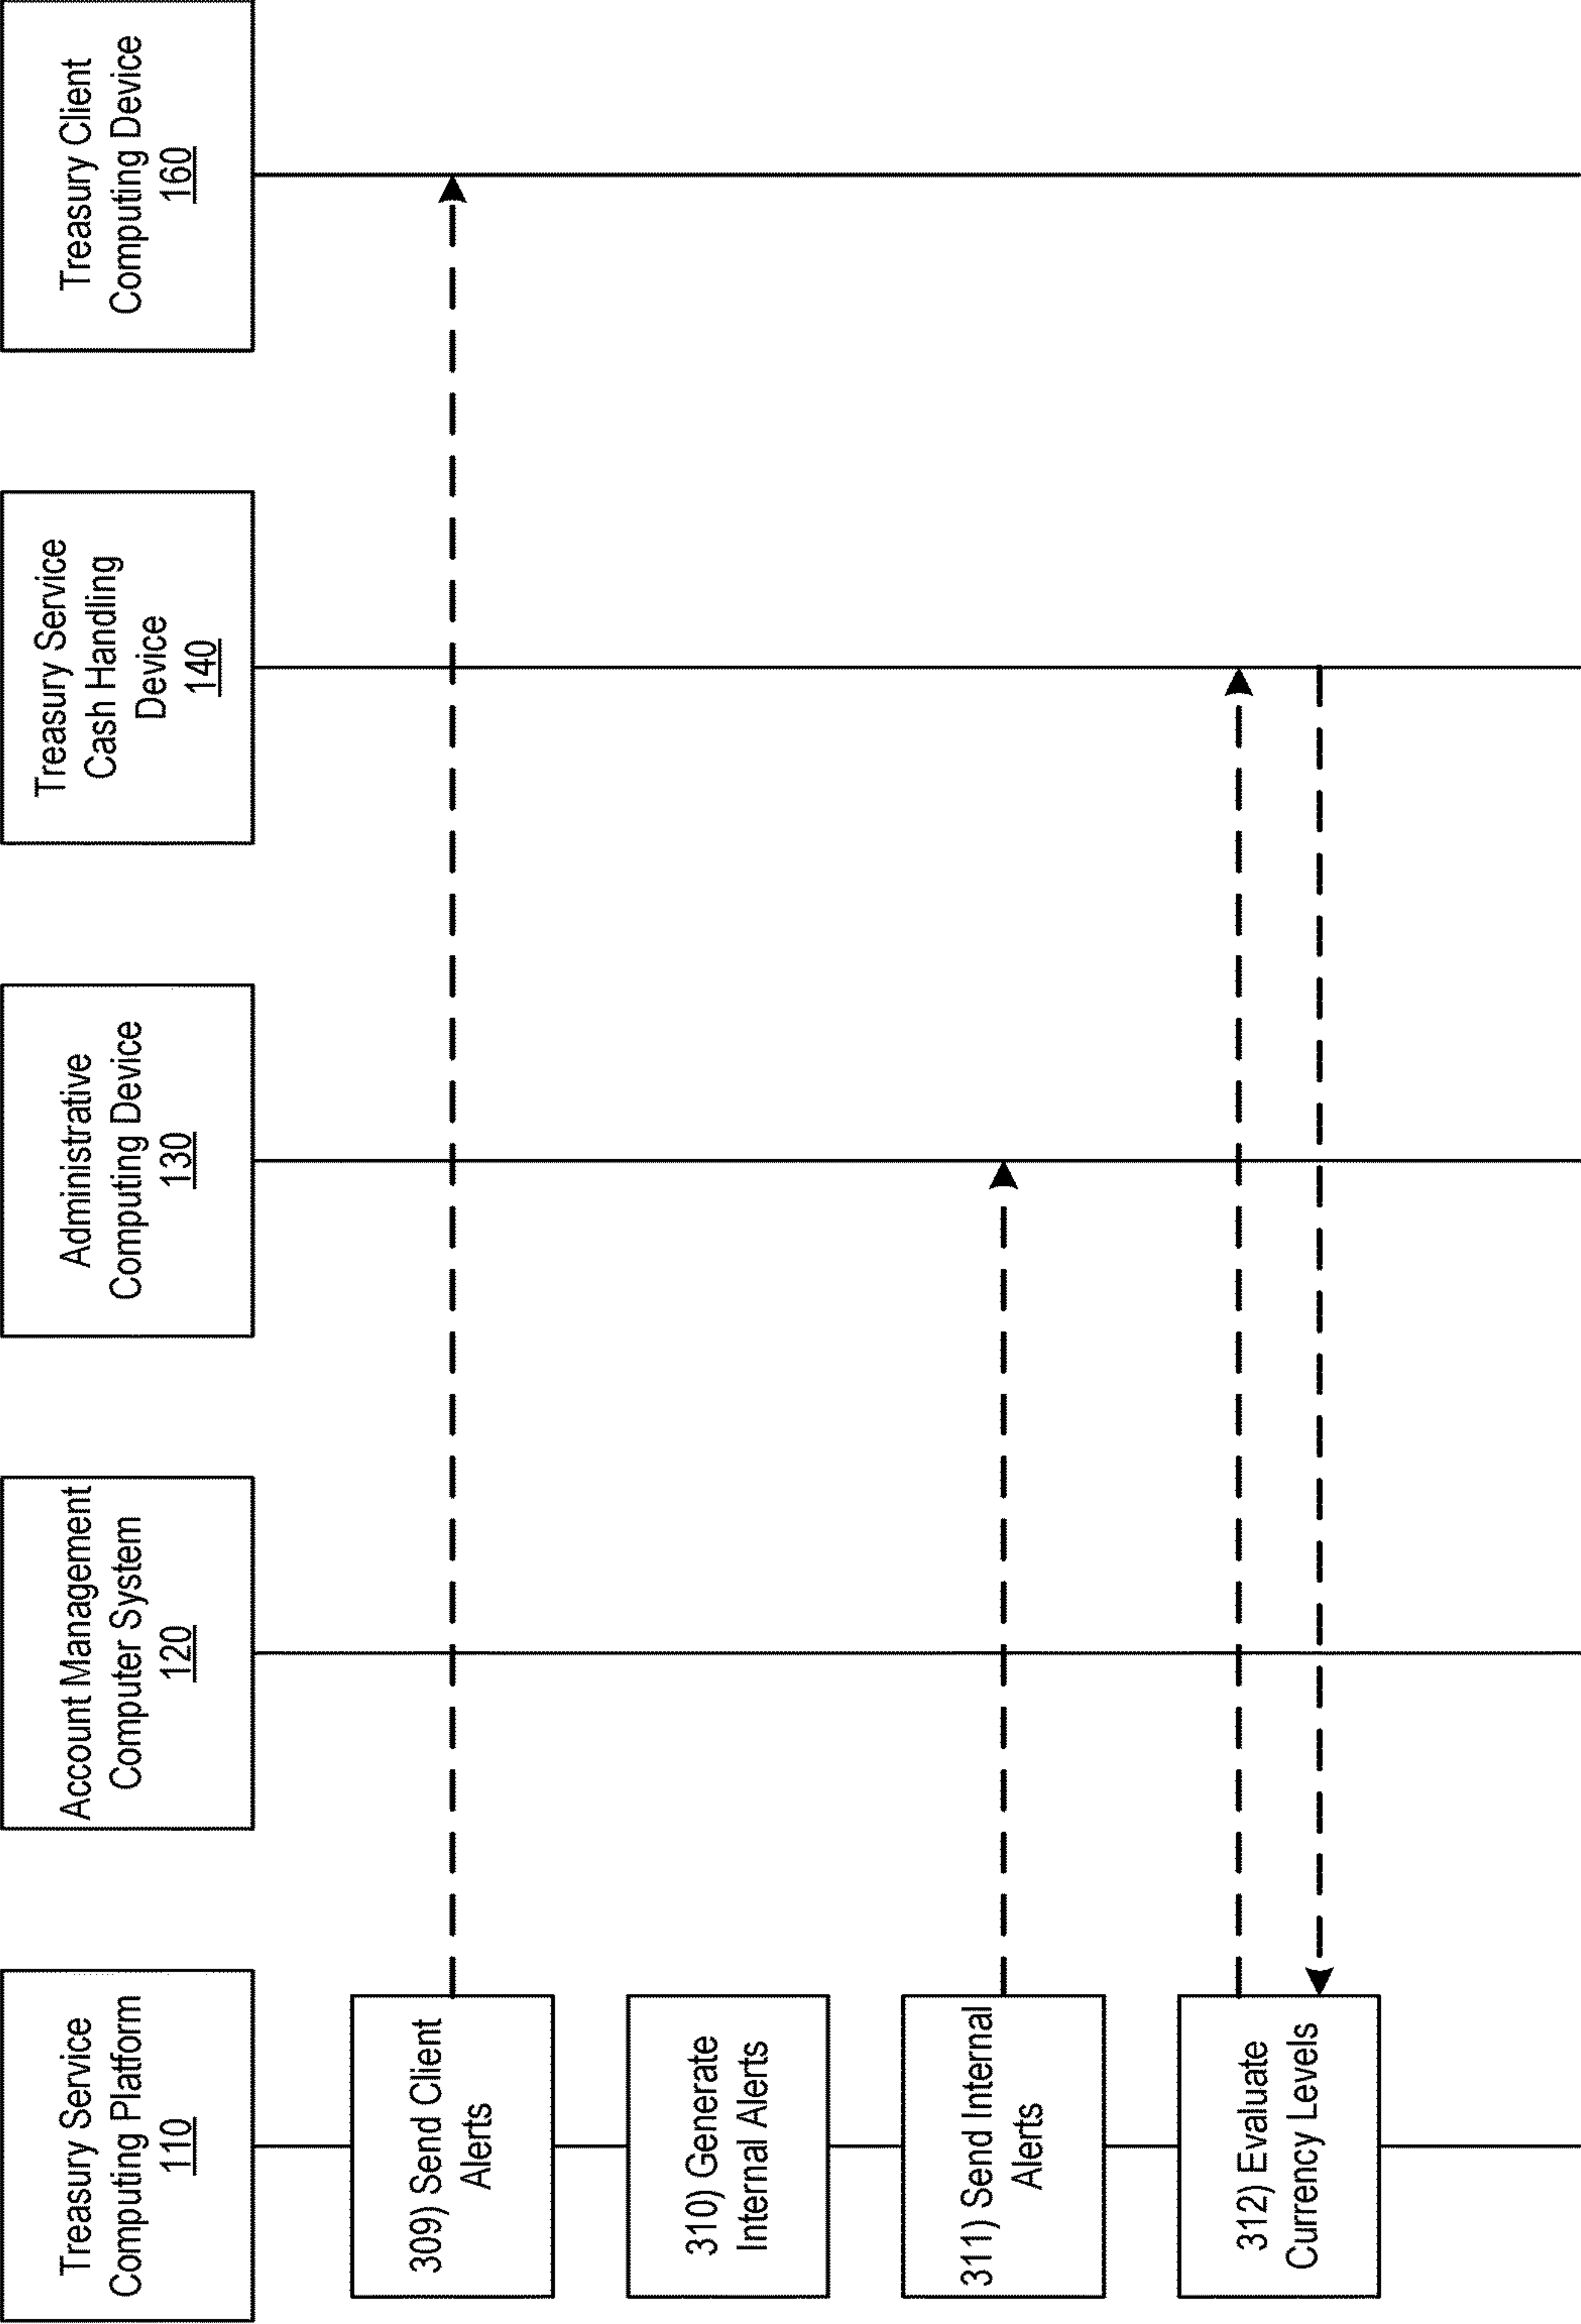 Treasury Service
Computing Platform
110
Account Management
Computer System
120
Administrative
Computing Device
130
Treasury Service
Cash Handling
Device
140
Treasury Client
Computing Device
160
309) Send Client
Alerts
310) Generate
Internal Alerts
311) Send Internal
Alerts
312) Evaluate
Currency Levels